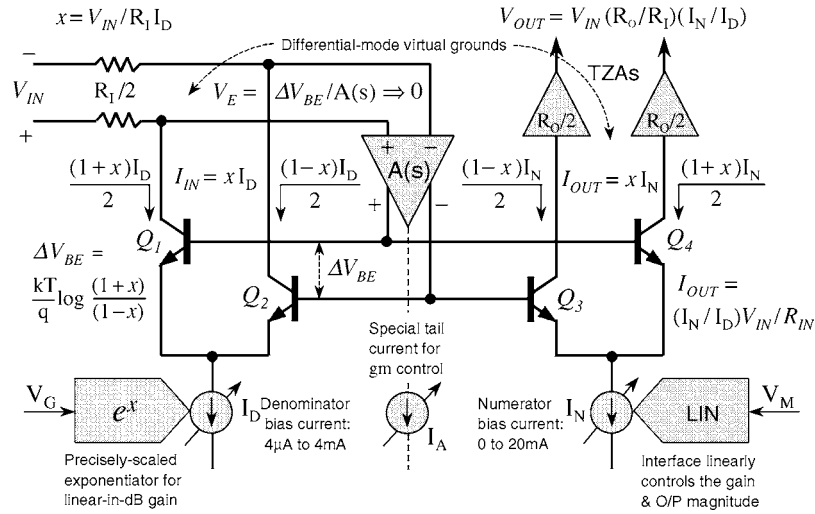 x = V_IN/R_I I_D
V_OUT = V_IN (R_O/R_I)(I_N/I_D)
Differential-mode virtual grounds
−
V_IN
+
R_I/2
V_E = ΔV_BE/A(s) ⇒ 0
TZAs
R_O/2
R_O/2
+ −
A(s)
+ −
(1+x)I_D
2
I_IN = x I_D
(1−x)I_D
2
(1−x)I_N
2
I_OUT = x I_N
(1+x)I_N
2
Q_1
Q_4
ΔV_BE =
kT
q
log
(1+x)
(1−x)
ΔV_BE
Q_2
Q_3
I_OUT =
(I_N/I_D)V_IN/R_IN
Special tail
current for
gm control
V_G
e^x
I_D
Denominator
bias current:
4µA to 4mA
I_A
Numerator
bias current:
0 to 20mA
I_N
LIN
V_M
Precisely-scaled
exponentiator for
linear-in-dB gain
Interface linearly
controls the gain
& O/P magnitude